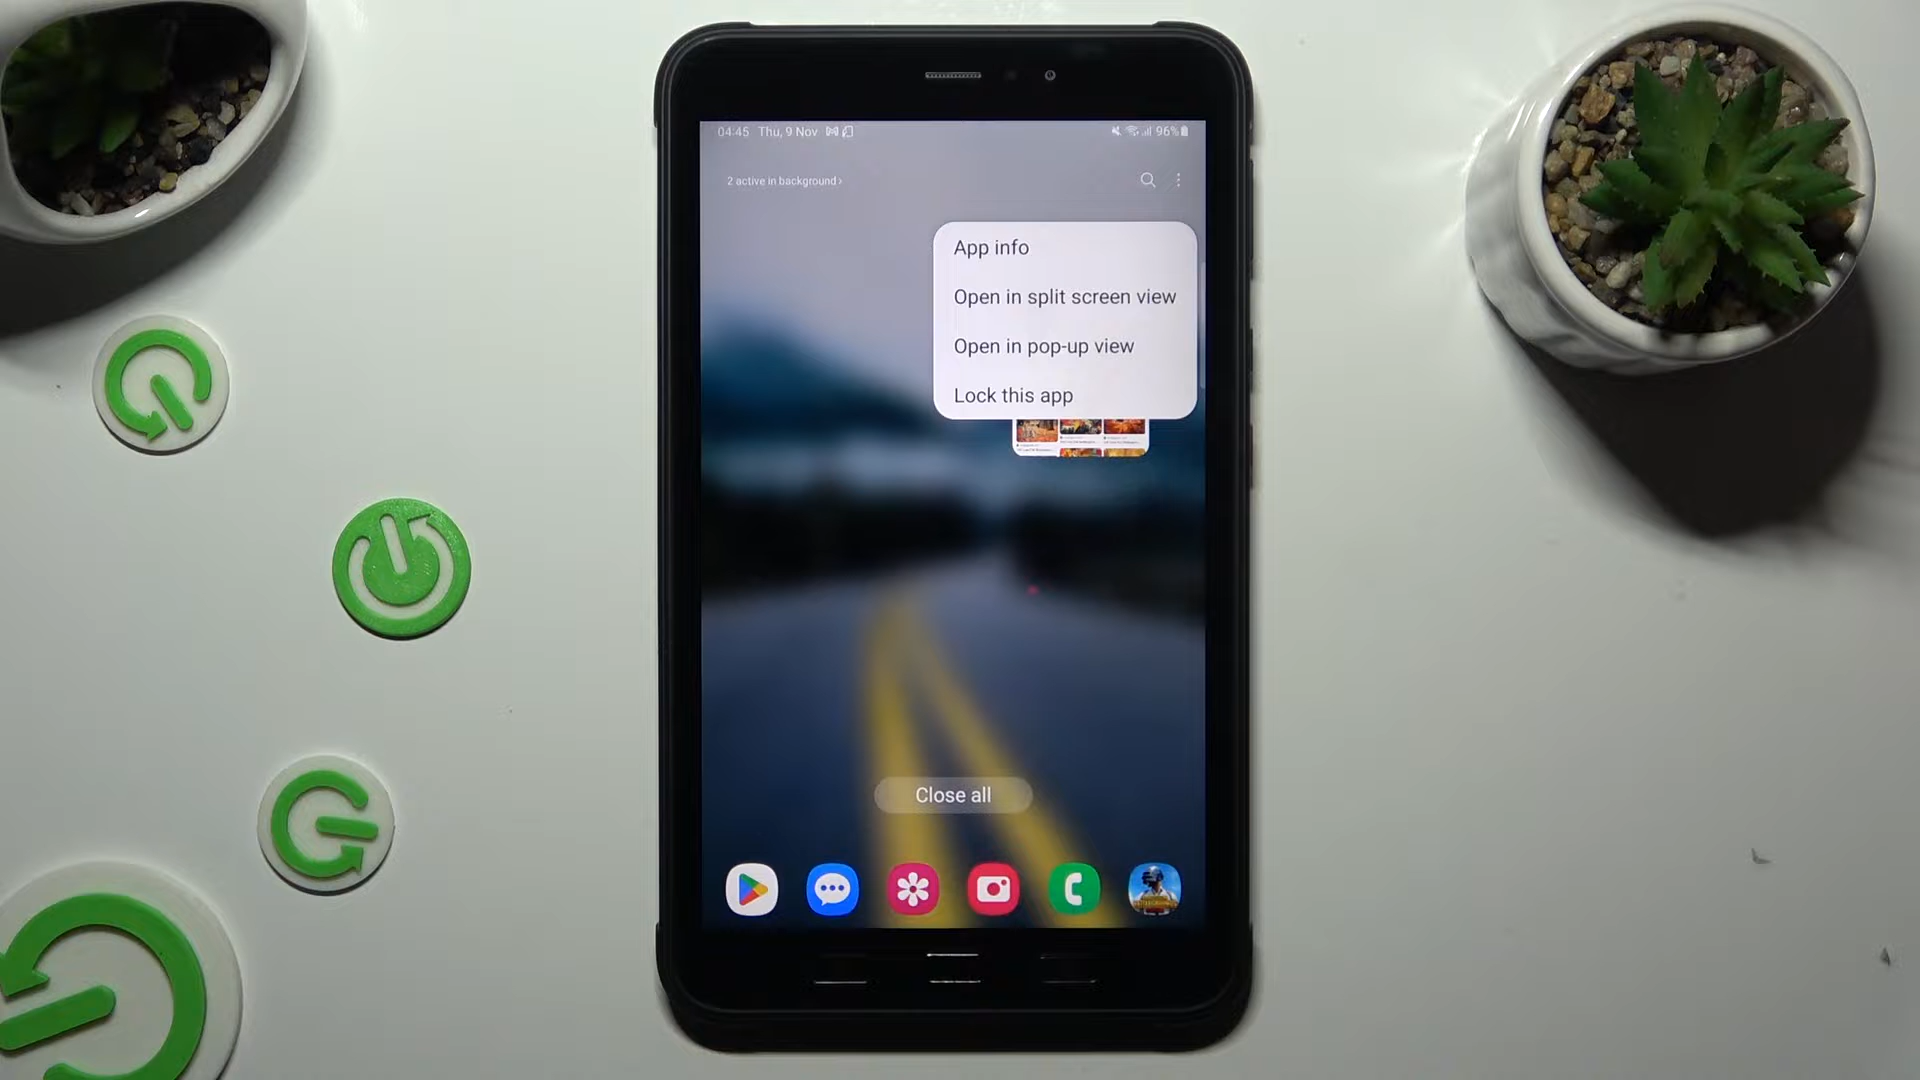 04:45 Thu, 9 Nov 96%
2 active in background ›
App info
Open in split screen view
Open in pop-up view
Lock this app
Close all